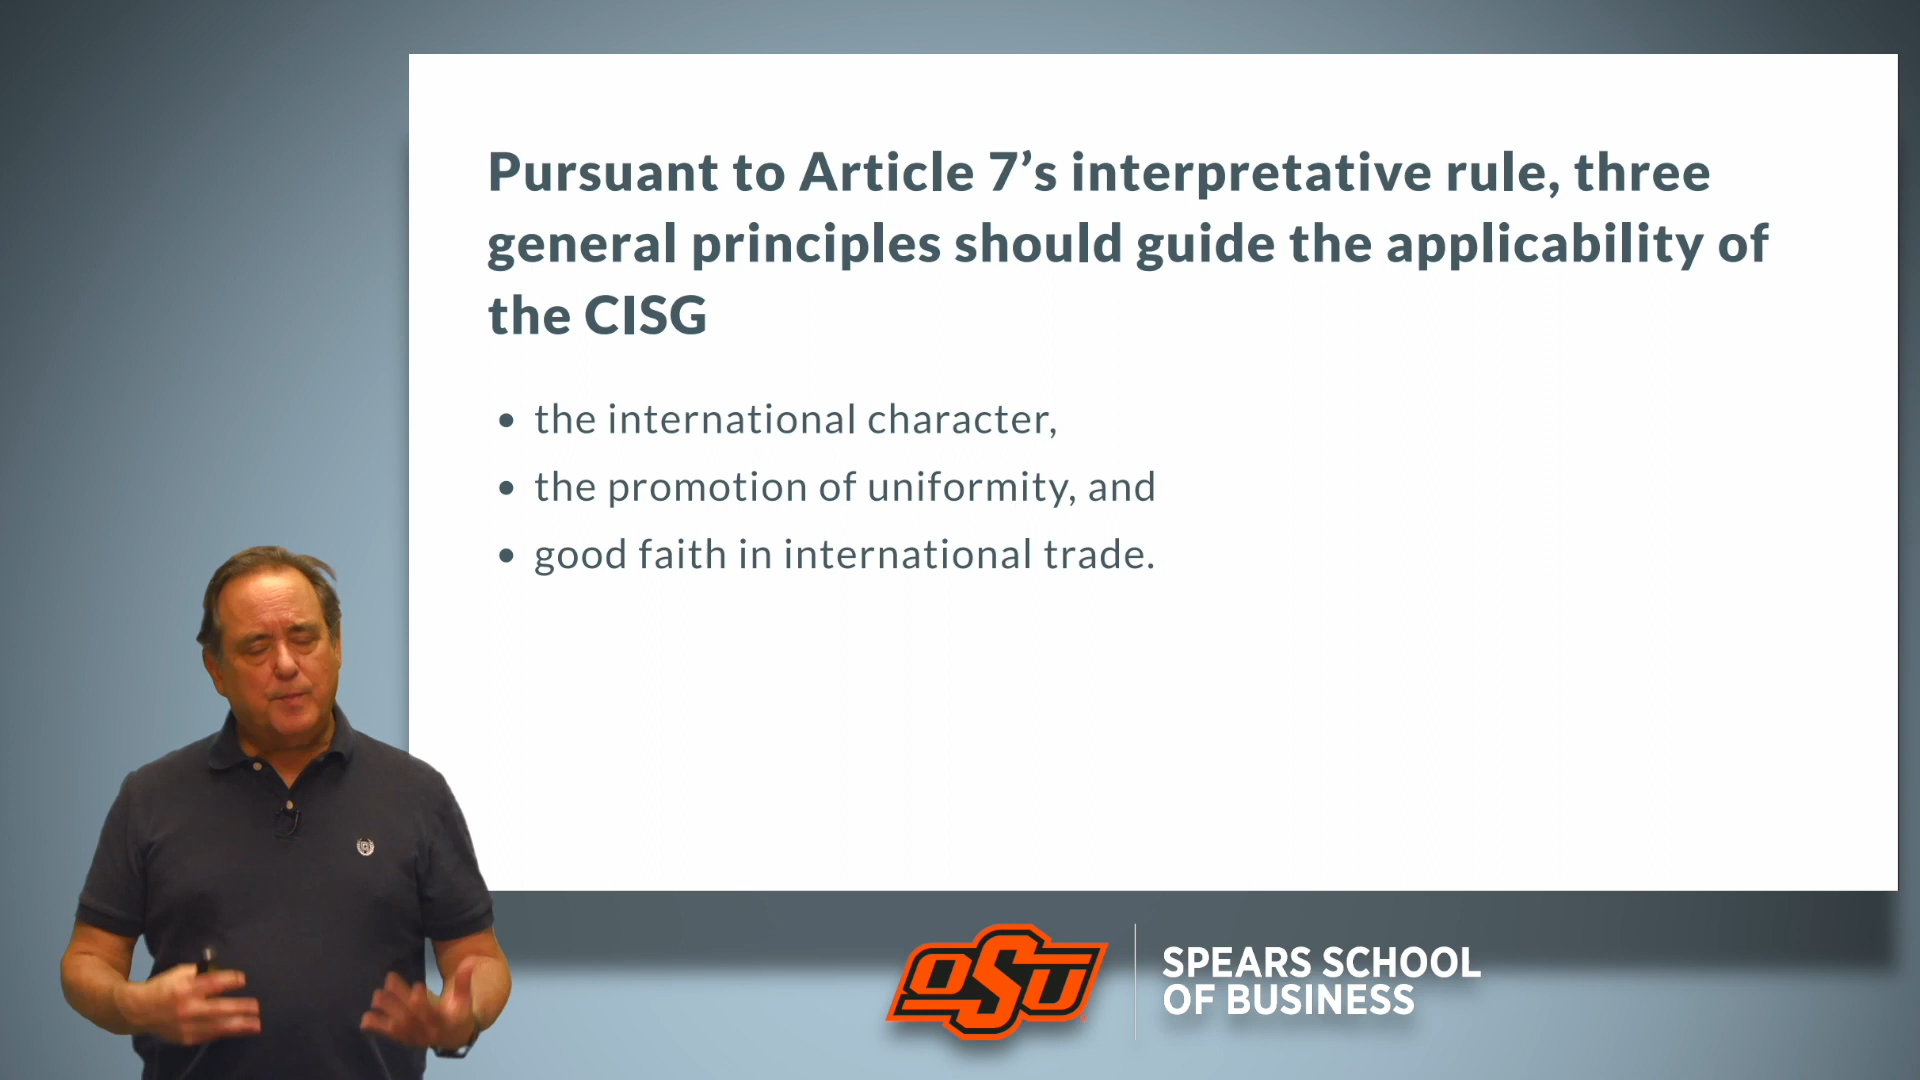 Pursuant to Article 7’s interpretative rule, three
general principles should guide the applicability of
the CISG
• the international character,
• the promotion of uniformity, and
• good faith in international trade.
OSU
SPEARS SCHOOL
OF BUSINESS